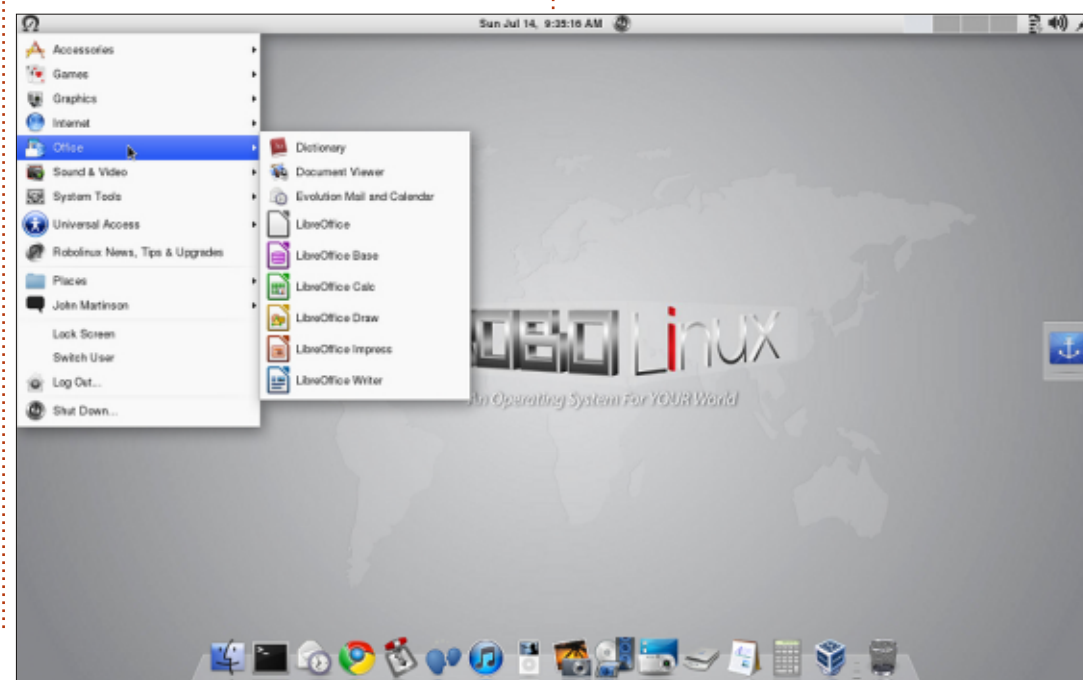 Sun Jul 14, 9:35:16 AM
Accessories
Games
Graphics
Internet
Office
Sound & Video
System Tools
Universal Access
Robolinux News, Tips & Upgrades
Places
John Martinson
Lock Screen
Switch User
Log Out...
Shut Down...
Dictionary
Document Viewer
Evolution Mail and Calendar
LibreOffice
LibreOffice Base
LibreOffice Calc
LibreOffice Draw
LibreOffice Impress
LibreOffice Writer
OBO Linux
An Operating System For YOUR World